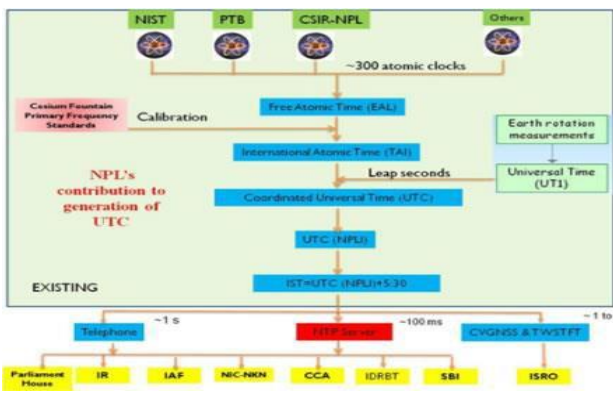 NIST PTB CSIR-NPL Others
~300 atomic clocks
Free Atomic Time (EAL)
Cesium Fountain
Primary Frequency
Standards
Calibration
Earth rotation
measurements
International Atomic Time (TAI)
Leap seconds
Universal Time
(UT1)
NPL's
contribution to
generation of
UTC
Coordinated Universal Time (UTC)
UTC (NPLI)
IST=UTC (NPLI)+5:30
EXISTING
~1 s
~100 ms
~1 to
Telephone
NTP Server
CVGNSS & TWSTFT
Parliament
House
IR
IAF
NIC-NKN
CCA
IDRBT
SBI
ISRO